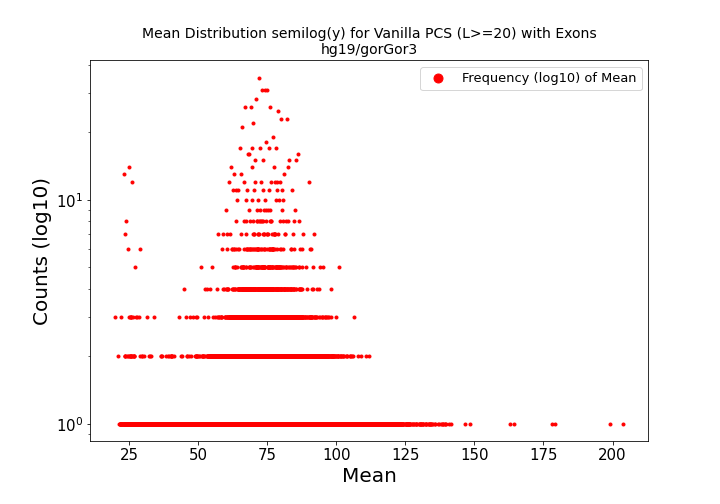 Mean Distribution semilog(y) for Vanilla PCS (L>=20) with Exons
hg19/gorGor3
Frequency (log10) of Mean
Counts (log10)
10¹
10⁰
25 50 75 100 125 150 175 200
Mean